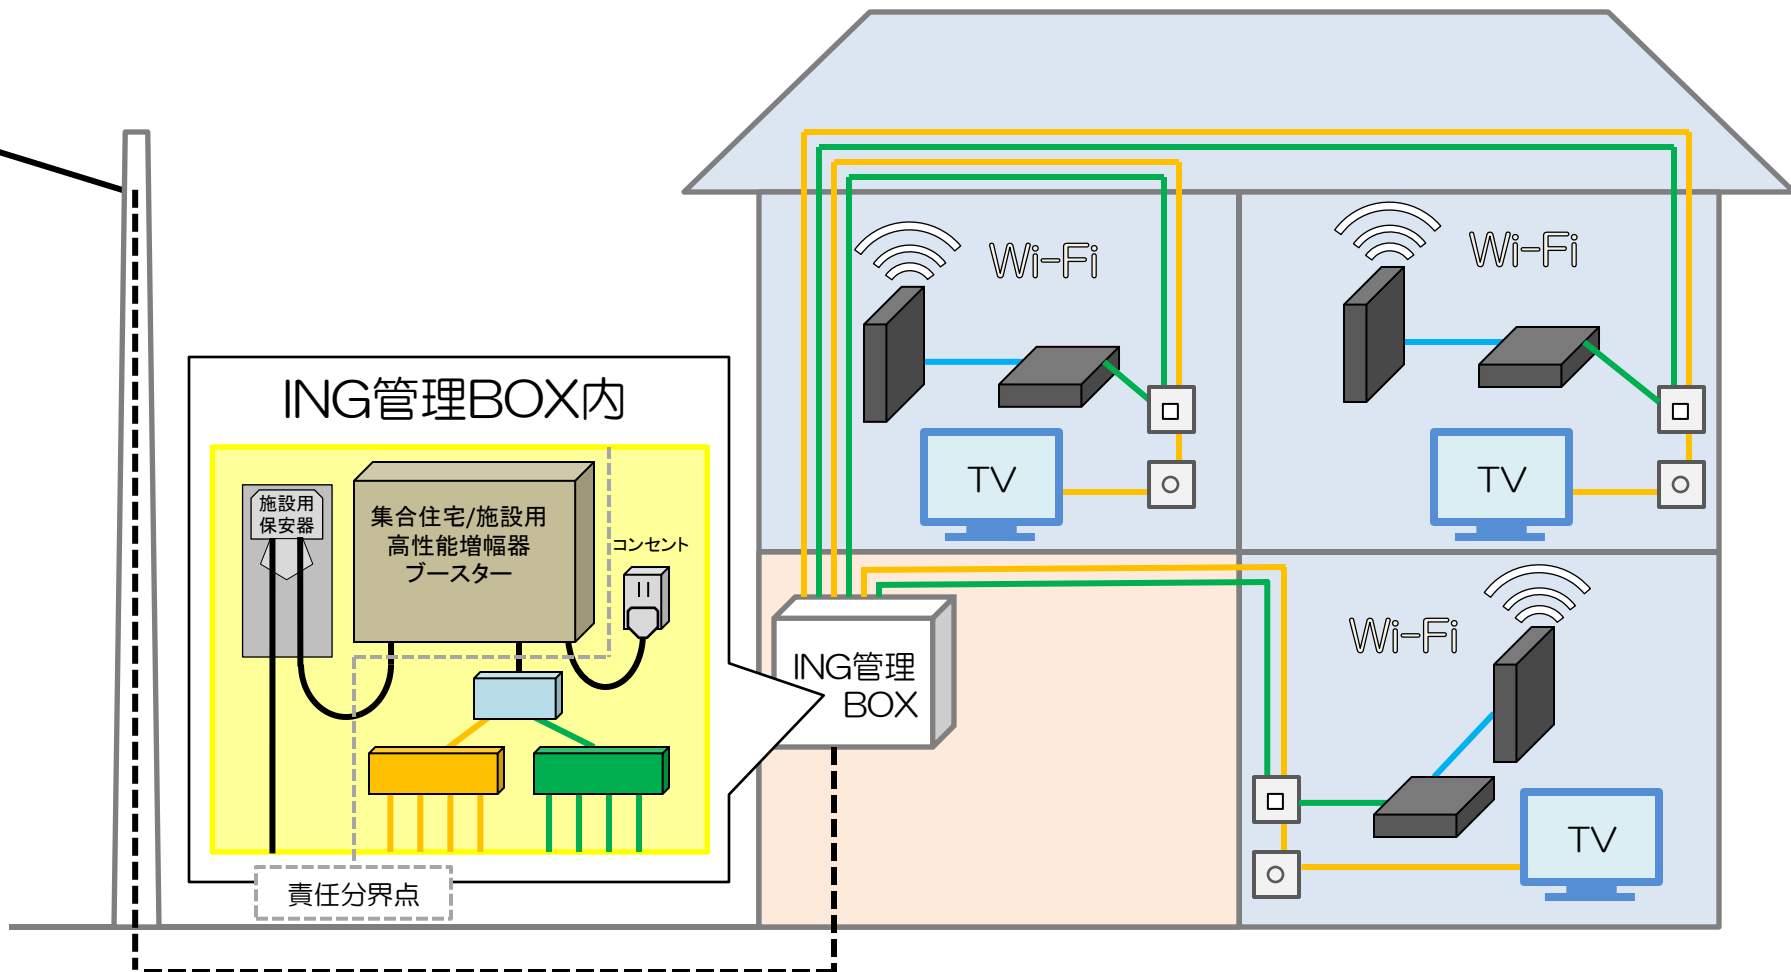 Wi-Fi
Wi-Fi
ING管理BOX内
TV
TV
施設用
保安器
集合住宅/施設用
高性能増幅器
ブースター
コンセント
ING管理
BOX
Wi-Fi
TV
責任分界点